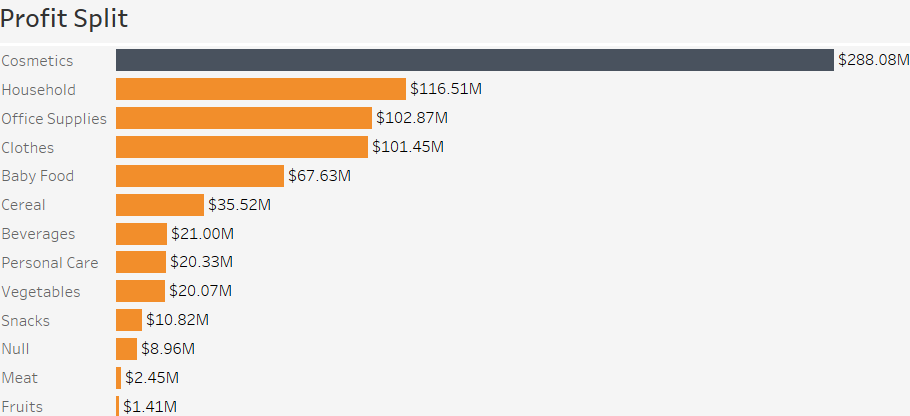 Profit Split
Cosmetics $288.08M
Household $116.51M
Office Supplies $102.87M
Clothes $101.45M
Baby Food $67.63M
Cereal $35.52M
Beverages $21.00M
Personal Care $20.33M
Vegetables $20.07M
Snacks $10.82M
Null $8.96M
Meat $2.45M
Fruits $1.41M